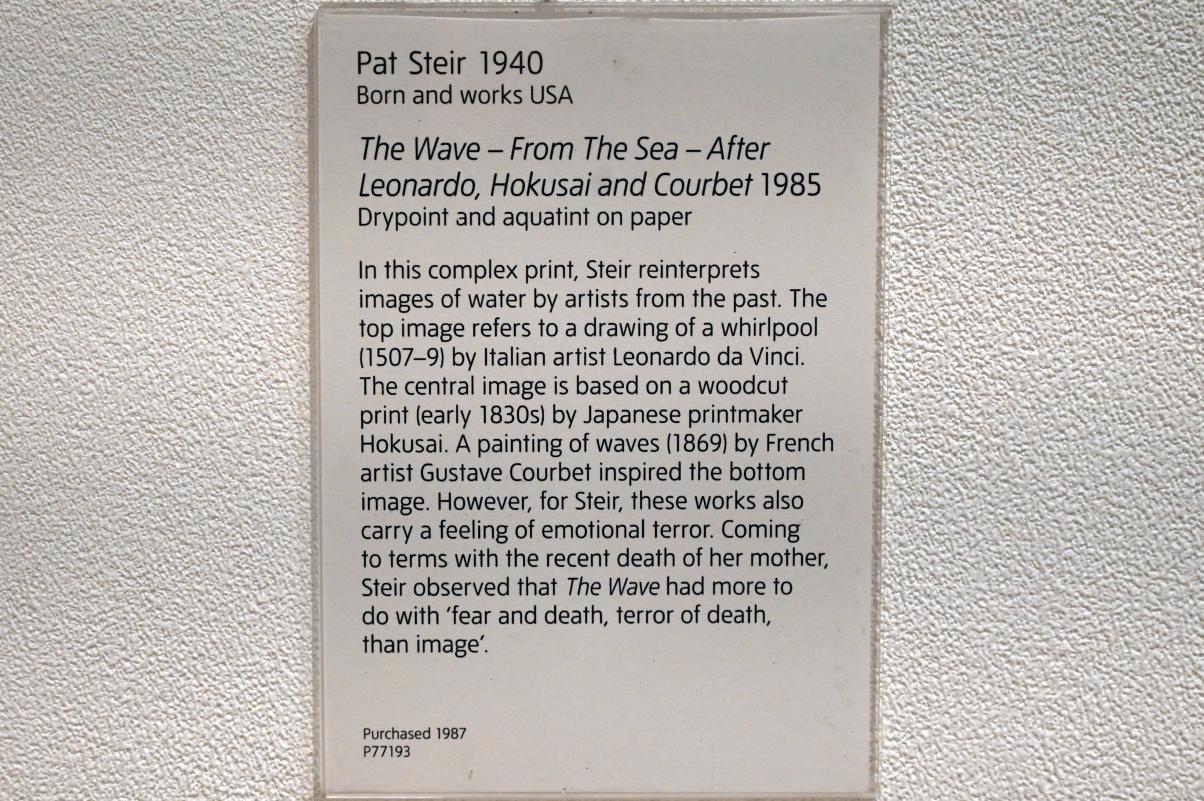 Pat Steir 1940
Born and works USA
The Wave – From The Sea – After
Leonardo, Hokusai and Courbet 1985
Drypoint and aquatint on paper
In this complex print, Steir reinterprets
images of water by artists from the past. The
top image refers to a drawing of a whirlpool
(1507–9) by Italian artist Leonardo da Vinci.
The central image is based on a woodcut
print (early 1830s) by Japanese printmaker
Hokusai. A painting of waves (1869) by French
artist Gustave Courbet inspired the bottom
image. However, for Steir, these works also
carry a feeling of emotional terror. Coming
to terms with the recent death of her mother,
Steir observed that The Wave had more to
do with ‘fear and death, terror of death,
than image’.
Purchased 1987
P77193